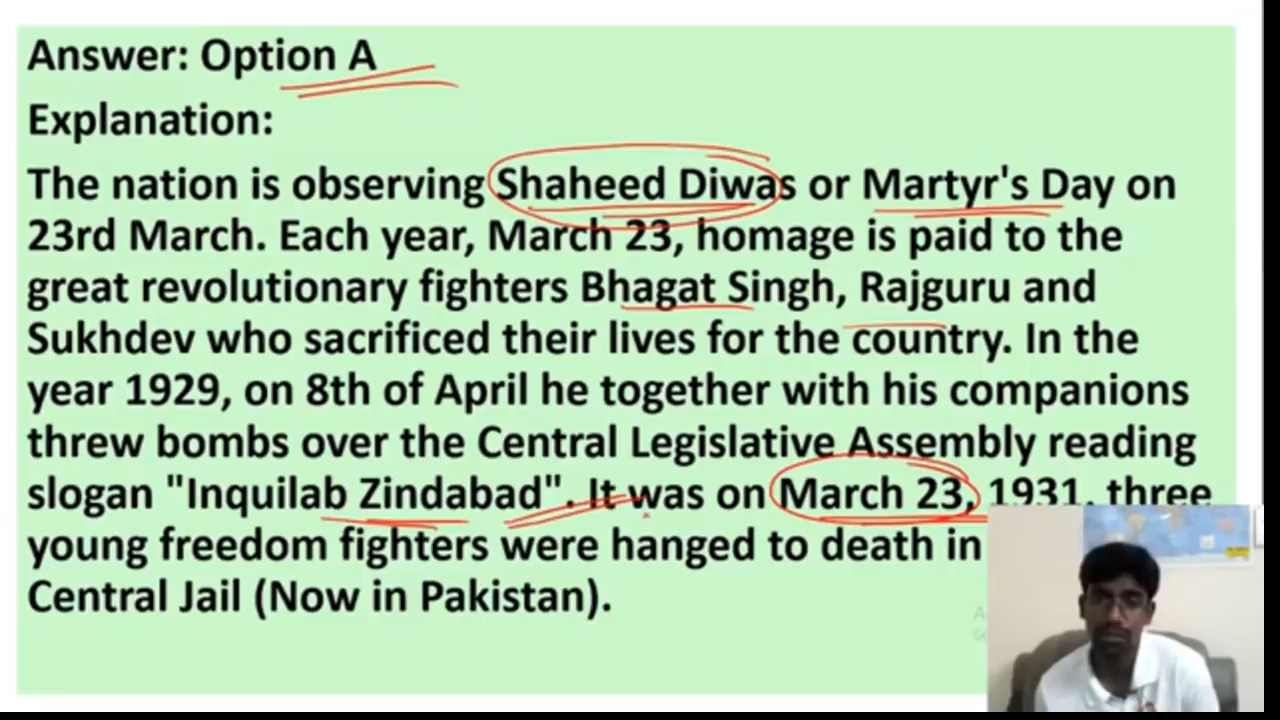 Answer: Option A
Explanation:
The nation is observing Shaheed Diwas or Martyr's Day on
23rd March. Each year, March 23, homage is paid to the
great revolutionary fighters Bhagat Singh, Rajguru and
Sukhdev who sacrificed their lives for the country. In the
year 1929, on 8th of April he together with his companions
threw bombs over the Central Legislative Assembly reading
slogan "Inquilab Zindabad". It was on March 23, 1931, three
young freedom fighters were hanged to death in
Central Jail (Now in Pakistan).